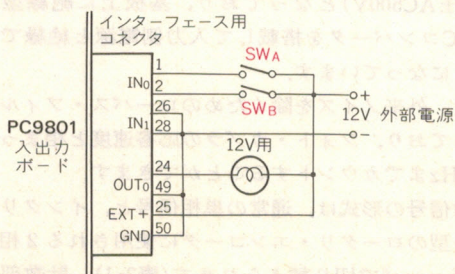 インターフェース用
コネクタ
PC9801
入出力
ボード
IN0
IN1
OUT0
EXT+
GND
1
2
26
28
24
49
25
50
SWA
SWB
12V用
12V 外部電源
+
−